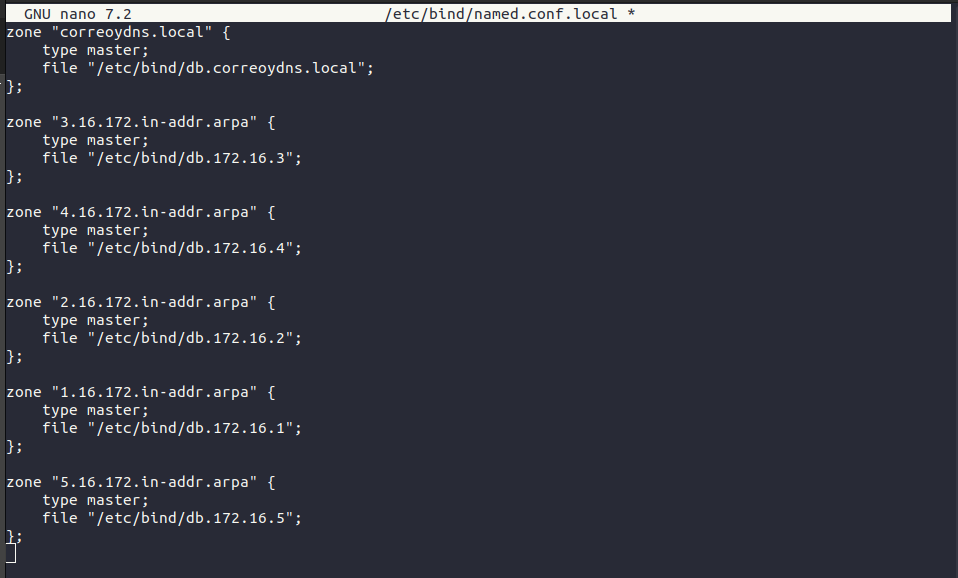 GNU nano 7.2 /etc/bind/named.conf.local *
zone "correoydns.local" {
    type master;
    file "/etc/bind/db.correoydns.local";
};

zone "3.16.172.in-addr.arpa" {
    type master;
    file "/etc/bind/db.172.16.3";
};

zone "4.16.172.in-addr.arpa" {
    type master;
    file "/etc/bind/db.172.16.4";
};

zone "2.16.172.in-addr.arpa" {
    type master;
    file "/etc/bind/db.172.16.2";
};

zone "1.16.172.in-addr.arpa" {
    type master;
    file "/etc/bind/db.172.16.1";
};

zone "5.16.172.in-addr.arpa" {
    type master;
    file "/etc/bind/db.172.16.5";
};